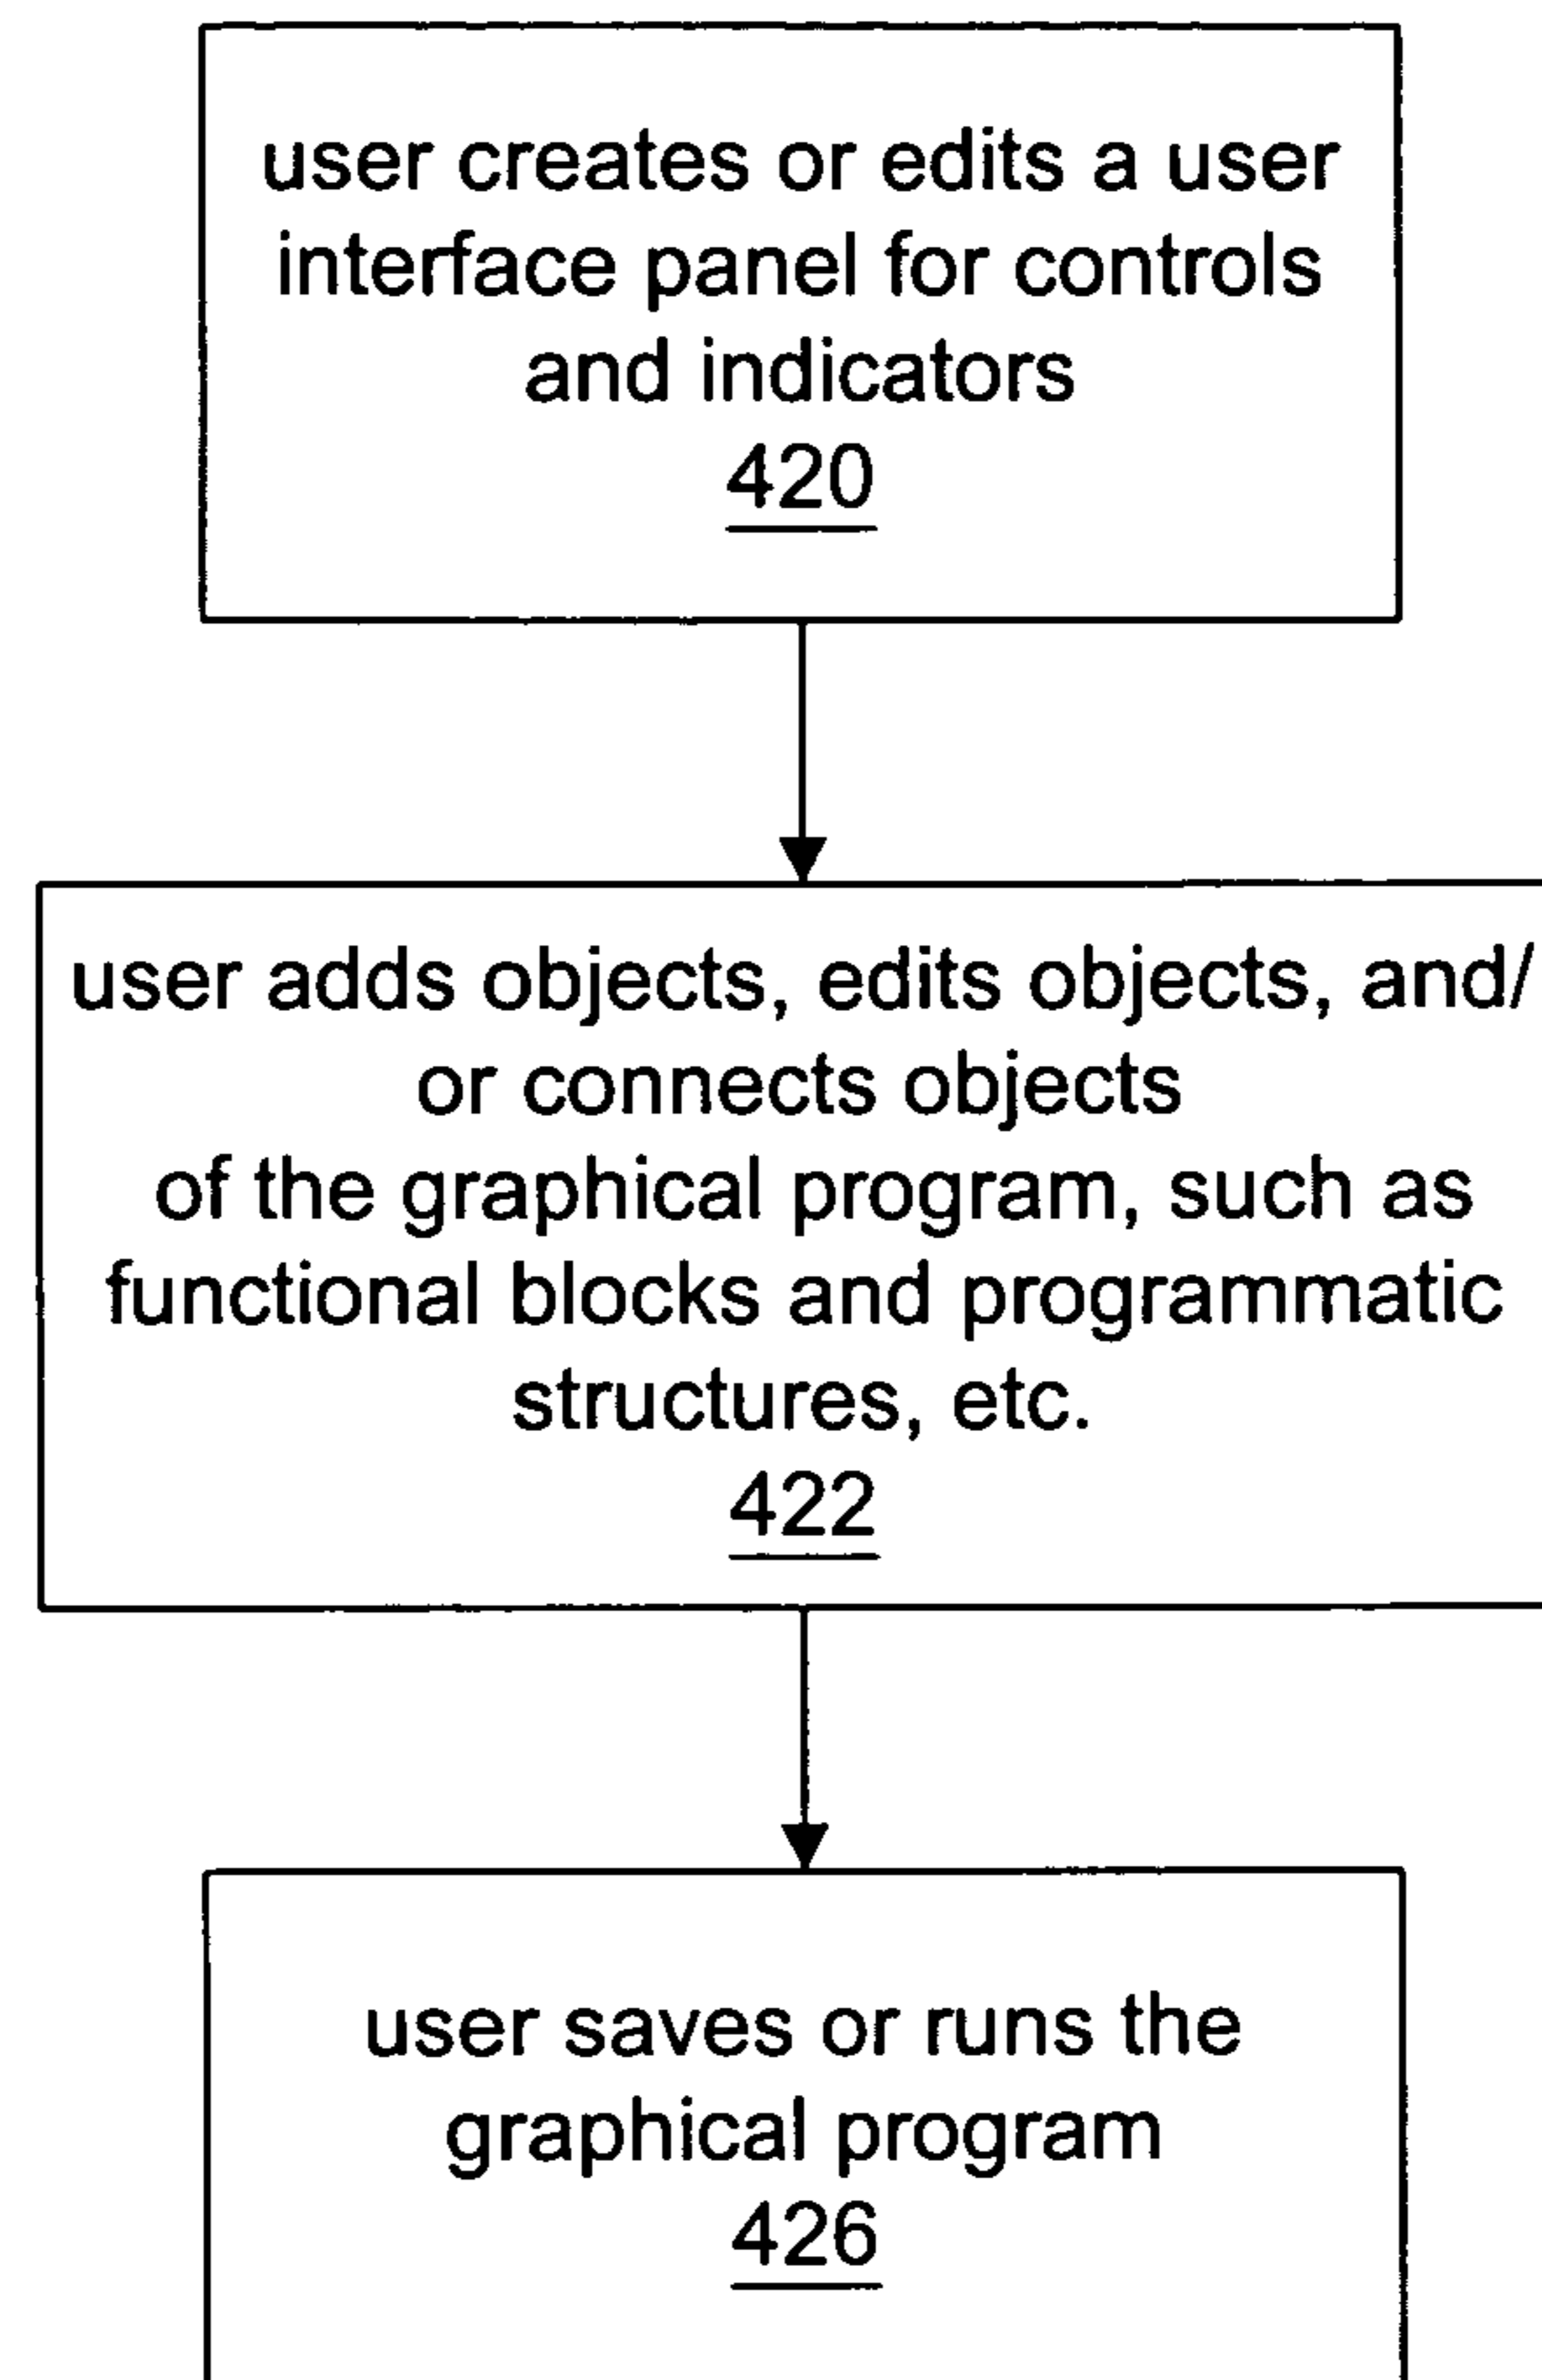 user creates or edits a user
interface panel for controls
and indicators
420
user adds objects, edits objects, and/
or connects objects
of the graphical program, such as
functional blocks and programmatic
structures, etc.
422
user saves or runs the
graphical program
426